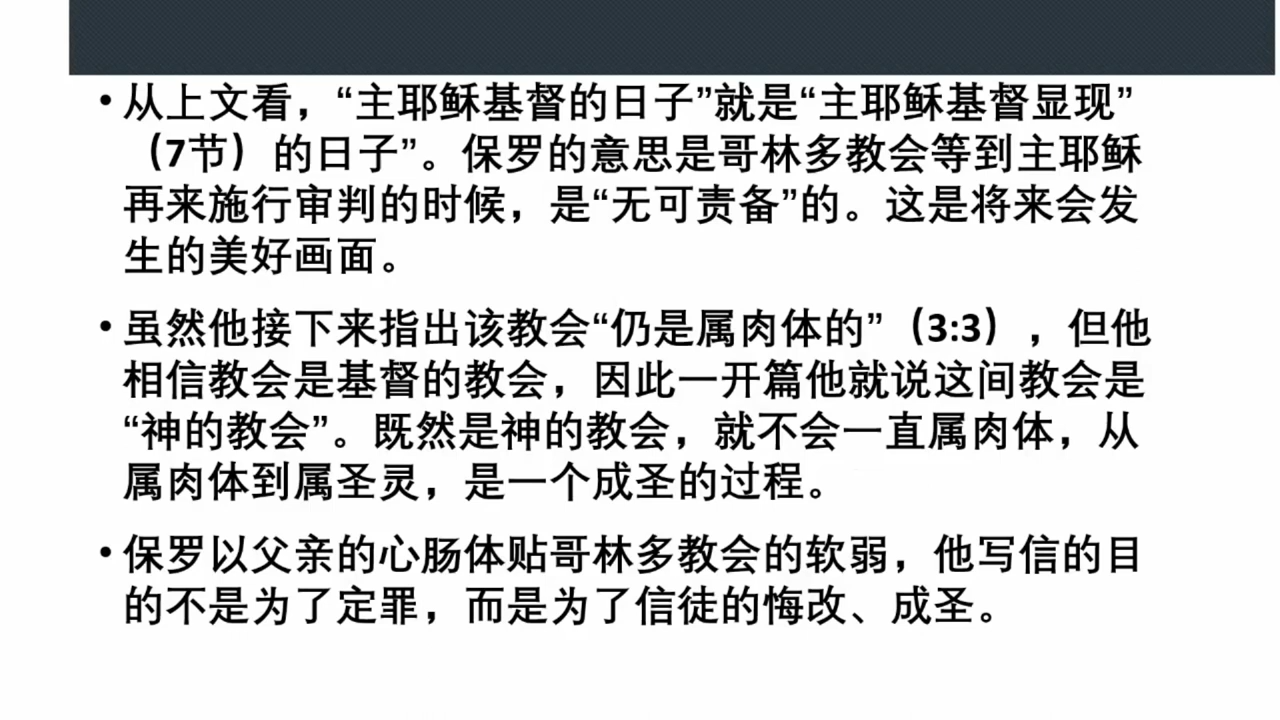 • 从上文看，“主耶稣基督的日子”就是“主耶稣基督显现”
（7节）的日子”。保罗的意思是哥林多教会等到主耶稣
再来施行审判的时候，是“无可责备”的。这是将来会发
生的美好画面。
• 虽然他接下来指出该教会“仍是属肉体的”（3:3），但他
相信教会是基督的教会，因此一开篇他就说这间教会是
“神的教会”。既然是神的教会，就不会一直属肉体，从
属肉体到属圣灵，是一个成圣的过程。
• 保罗以父亲的心肠体贴哥林多教会的软弱，他写信的目
的不是为了定罪，而是为了信徒的悔改、成圣。